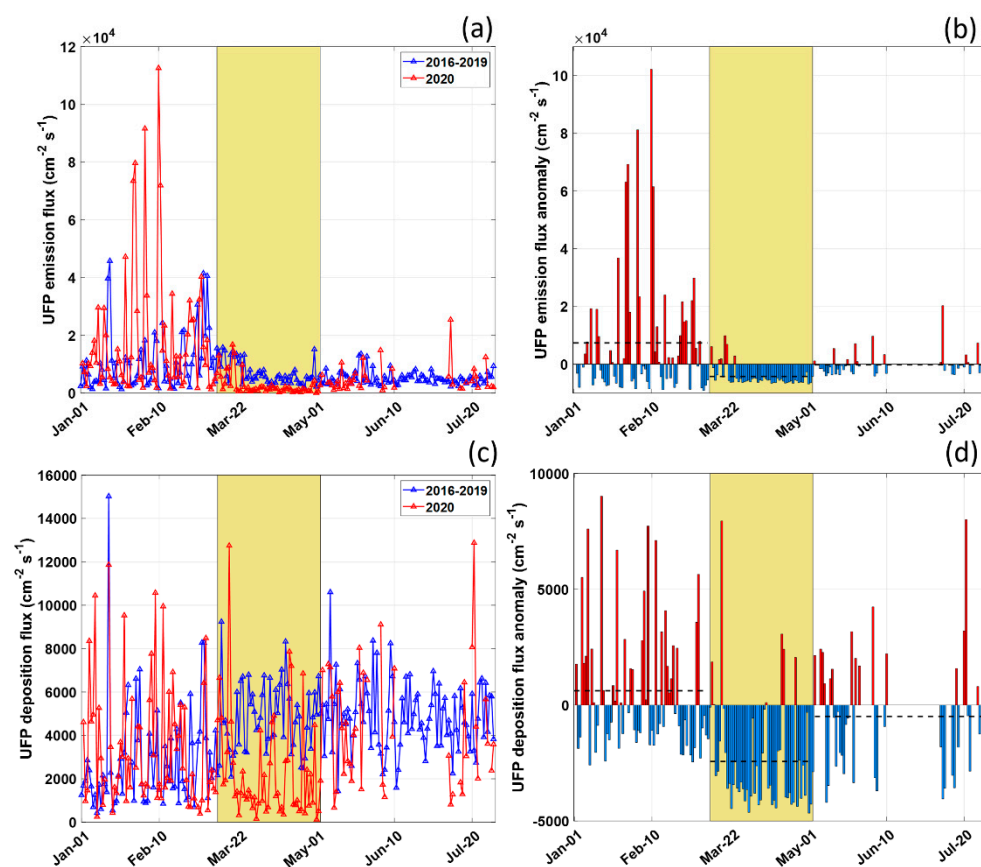 (a)
×10⁴
UFP emission flux (cm⁻² s⁻¹)
12
10
8
6
4
2
0
2016-2019
2020
Jan-01
Feb-10
Mar-22
May-01
Jun-10
Jul-20
(b)
×10⁴
UFP emission flux anomaly (cm⁻² s⁻¹)
12
10
8
6
4
2
0
-2
Jan-01
Feb-10
Mar-22
May-01
Jun-10
Jul-20
(c)
UFP deposition flux (cm⁻² s⁻¹)
16000
14000
12000
10000
8000
6000
4000
2000
0
2016-2019
2020
Jan-01
Feb-10
Mar-22
May-01
Jun-10
Jul-20
(d)
UFP deposition flux anomaly (cm⁻² s⁻¹)
10000
5000
0
-5000
Jan-01
Feb-10
Mar-22
May-01
Jun-10
Jul-20